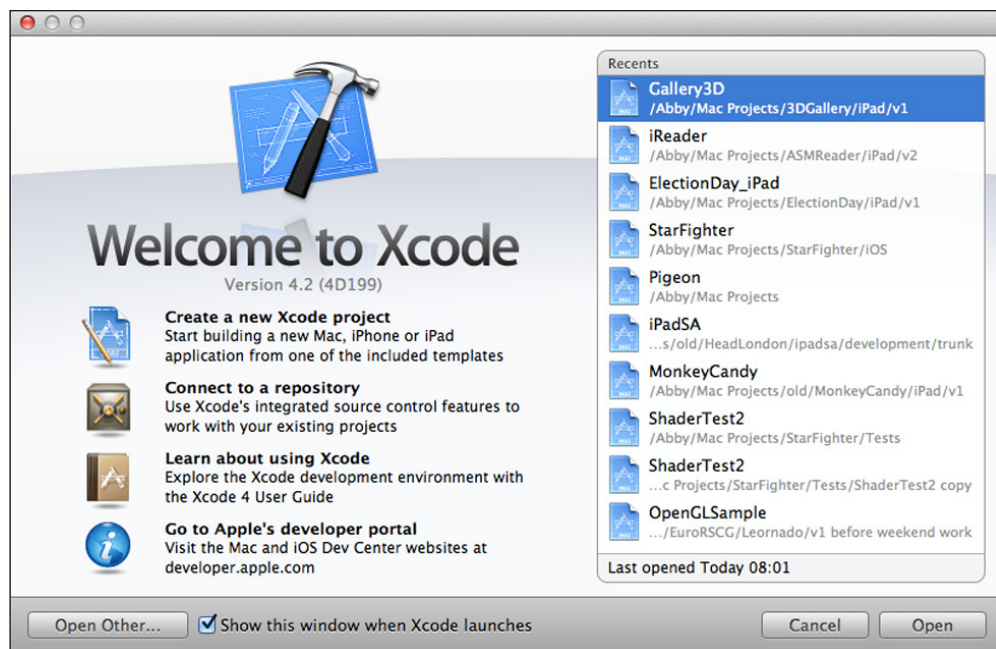 Welcome to Xcode
Version 4.2 (4D199)
Create a new Xcode project
Start building a new Mac, iPhone or iPad
application from one of the included templates
Connect to a repository
Use Xcode's integrated source control features to
work with your existing projects
Learn about using Xcode
Explore the Xcode development environment with
the Xcode 4 User Guide
Go to Apple's developer portal
Visit the Mac and iOS Dev Center websites at
developer.apple.com
Recents
Gallery3D
/Abby/Mac Projects/3DGallery/iPad/v1
iReader
/Abby/Mac Projects/ASMReader/iPad/v2
ElectionDay_iPad
/Abby/Mac Projects/ElectionDay/iPad/v1
StarFighter
/Abby/Mac Projects/StarFighter/iOS
Pigeon
/Abby/Mac Projects
iPadSA
...s/old/HeadLondon/ipadsa/development/trunk
MonkeyCandy
/Abby/Mac Projects/old/MonkeyCandy/iPad/v1
ShaderTest2
/Abby/Mac Projects/StarFighter/Tests
ShaderTest2
...c Projects/StarFighter/Tests/ShaderTest2 copy
OpenGLSample
.../EuroRSCG/Leornado/v1 before weekend work
Last opened Today 08:01
Open Other...
Show this window when Xcode launches
Cancel
Open